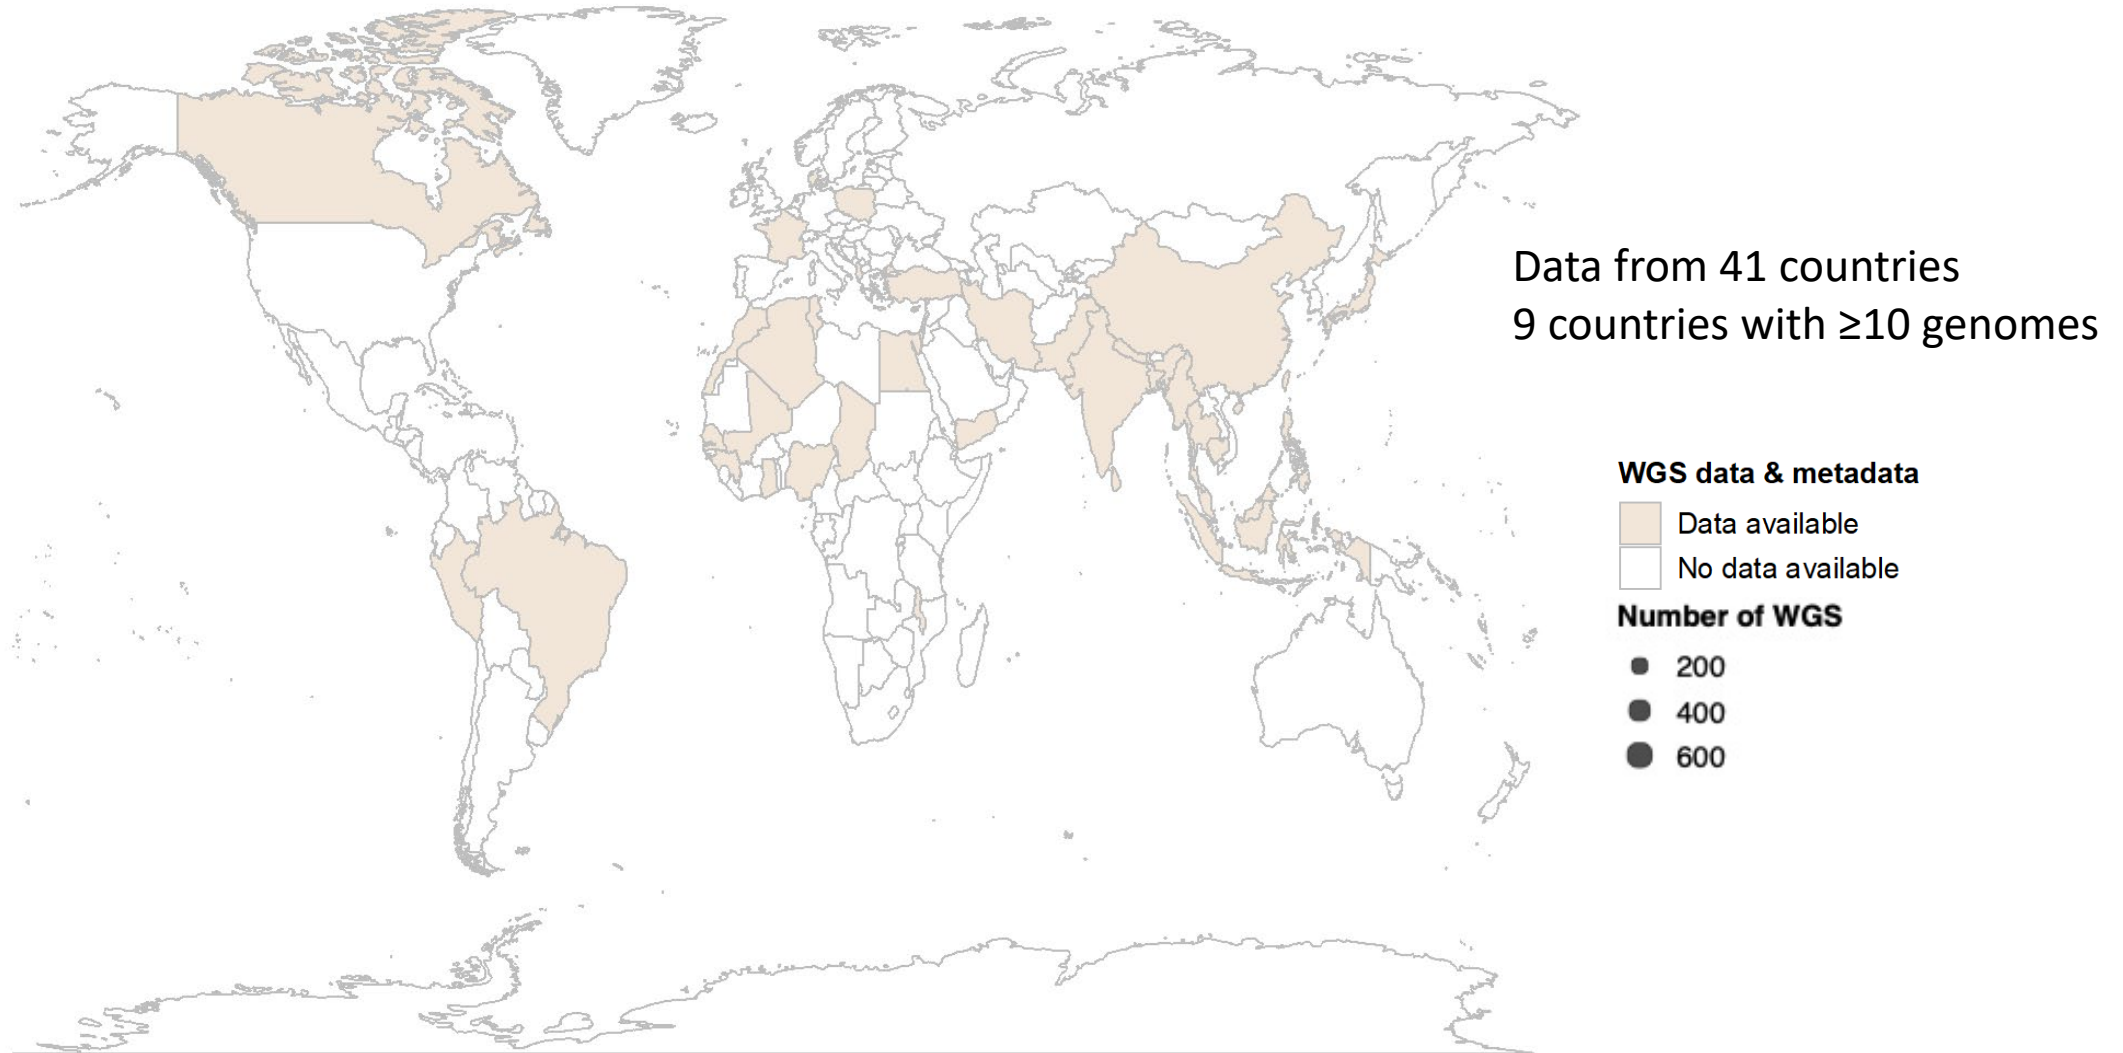 Data from 41 countries
9 countries with ≥10 genomes
WGS data & metadata
Data available
No data available
Number of WGS
200
400
600